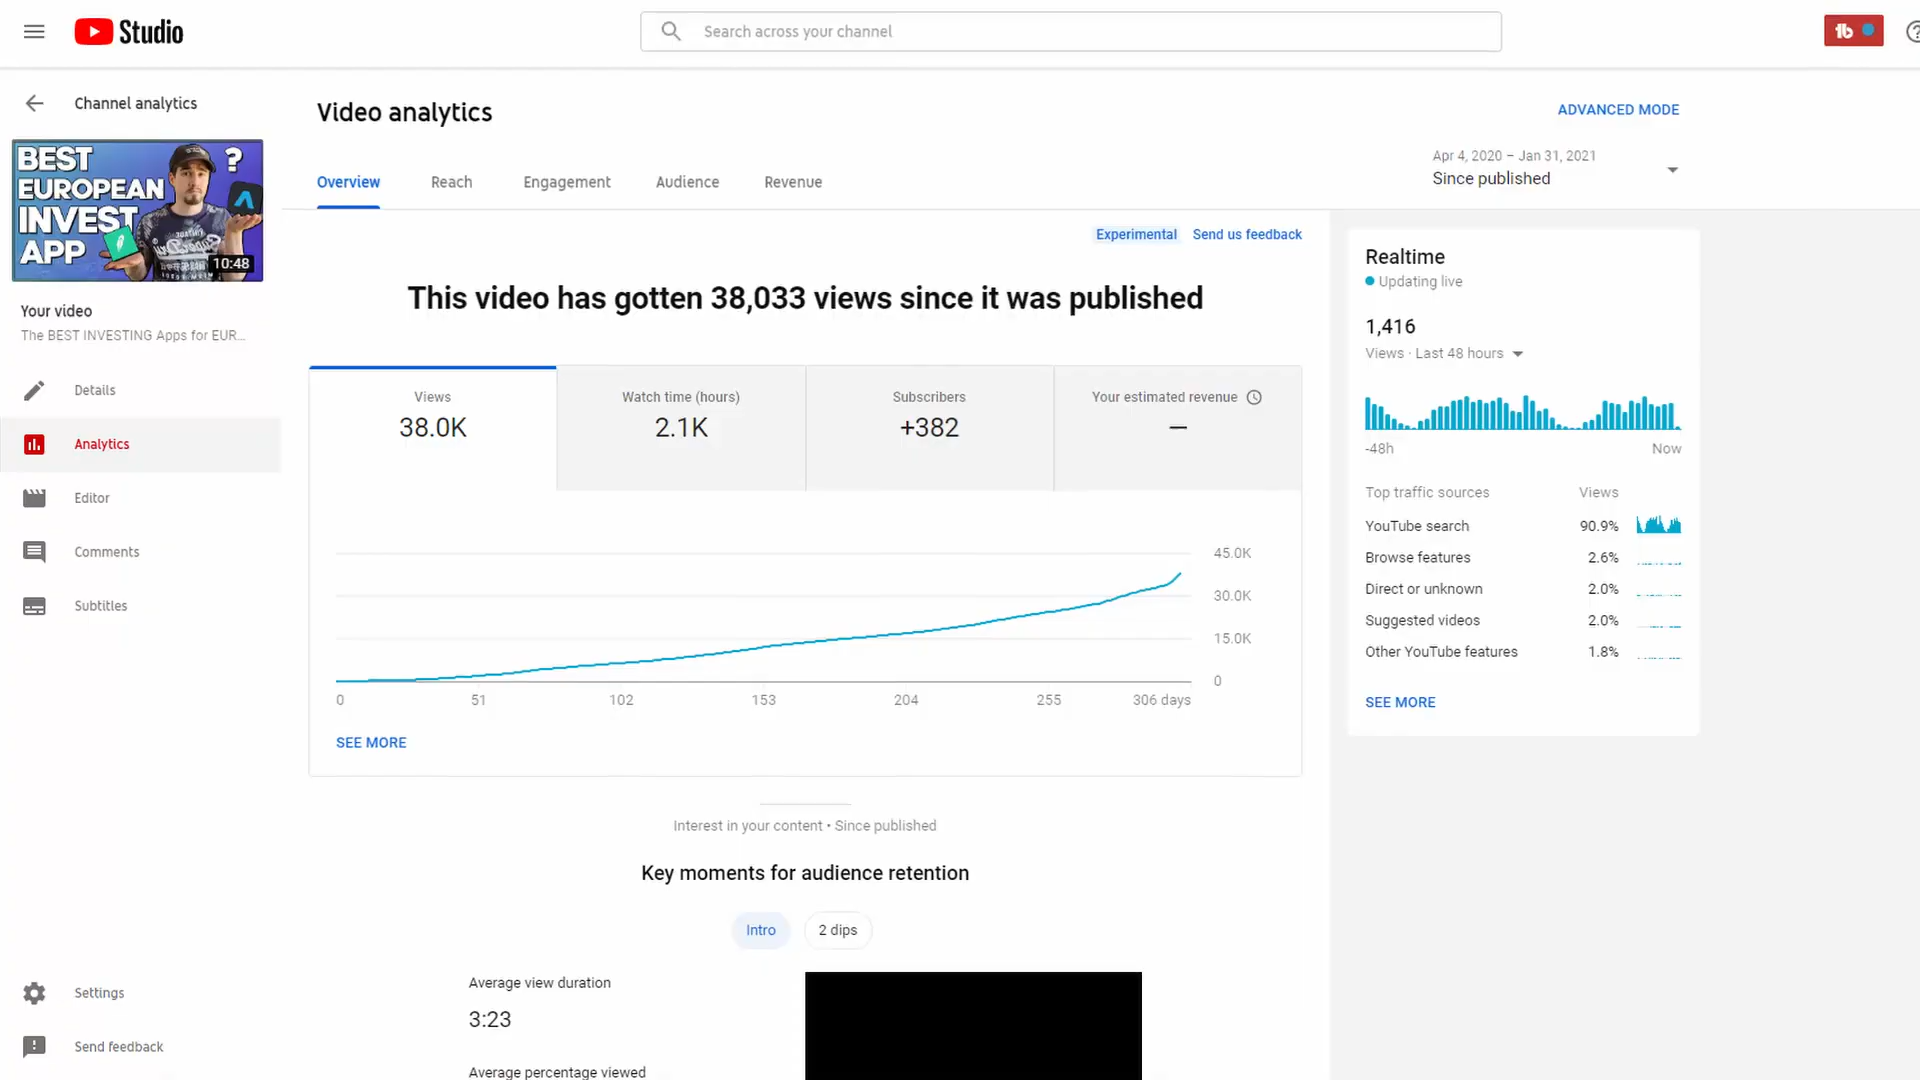 Studio
Search across your channel
Channel analytics
BEST
EUROPEAN
INVEST
APP
?
10:48
Your video
The BEST INVESTING Apps for EUR...
Details
Analytics
Editor
Comments
Subtitles
Settings
Send feedback
Video analytics
ADVANCED MODE
Overview
Reach
Engagement
Audience
Revenue
Apr 4, 2020 – Jan 31, 2021
Since published
Experimental
Send us feedback
This video has gotten 38,033 views since it was published
Views
38.0K
Watch time (hours)
2.1K
Subscribers
+382
Your estimated revenue
—
45.0K
30.0K
15.0K
0
0
51
102
153
204
255
306 days
SEE MORE
Interest in your content • Since published
Key moments for audience retention
Intro
2 dips
Average view duration
3:23
Average percentage viewed
Realtime
Updating live
1,416
Views · Last 48 hours
-48h
Now
Top traffic sources
Views
YouTube search
90.9%
Browse features
2.6%
Direct or unknown
2.0%
Suggested videos
2.0%
Other YouTube features
1.8%
SEE MORE